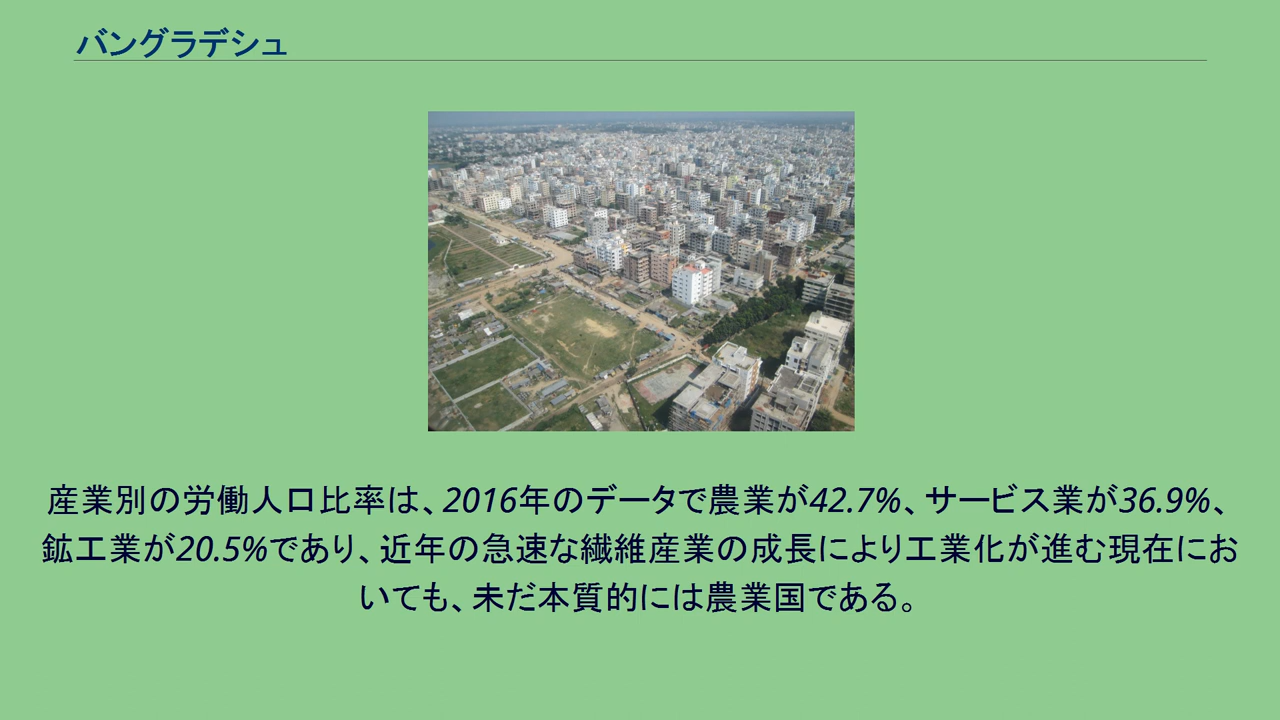 バングラデシュ
産業別の労働人口比率は、2016年のデータで農業が42.7%、サービス業が36.9%、
鉱工業が20.5%であり、近年の急速な繊維産業の成長により工業化が進む現在にお
いても、未だ本質的には農業国である。